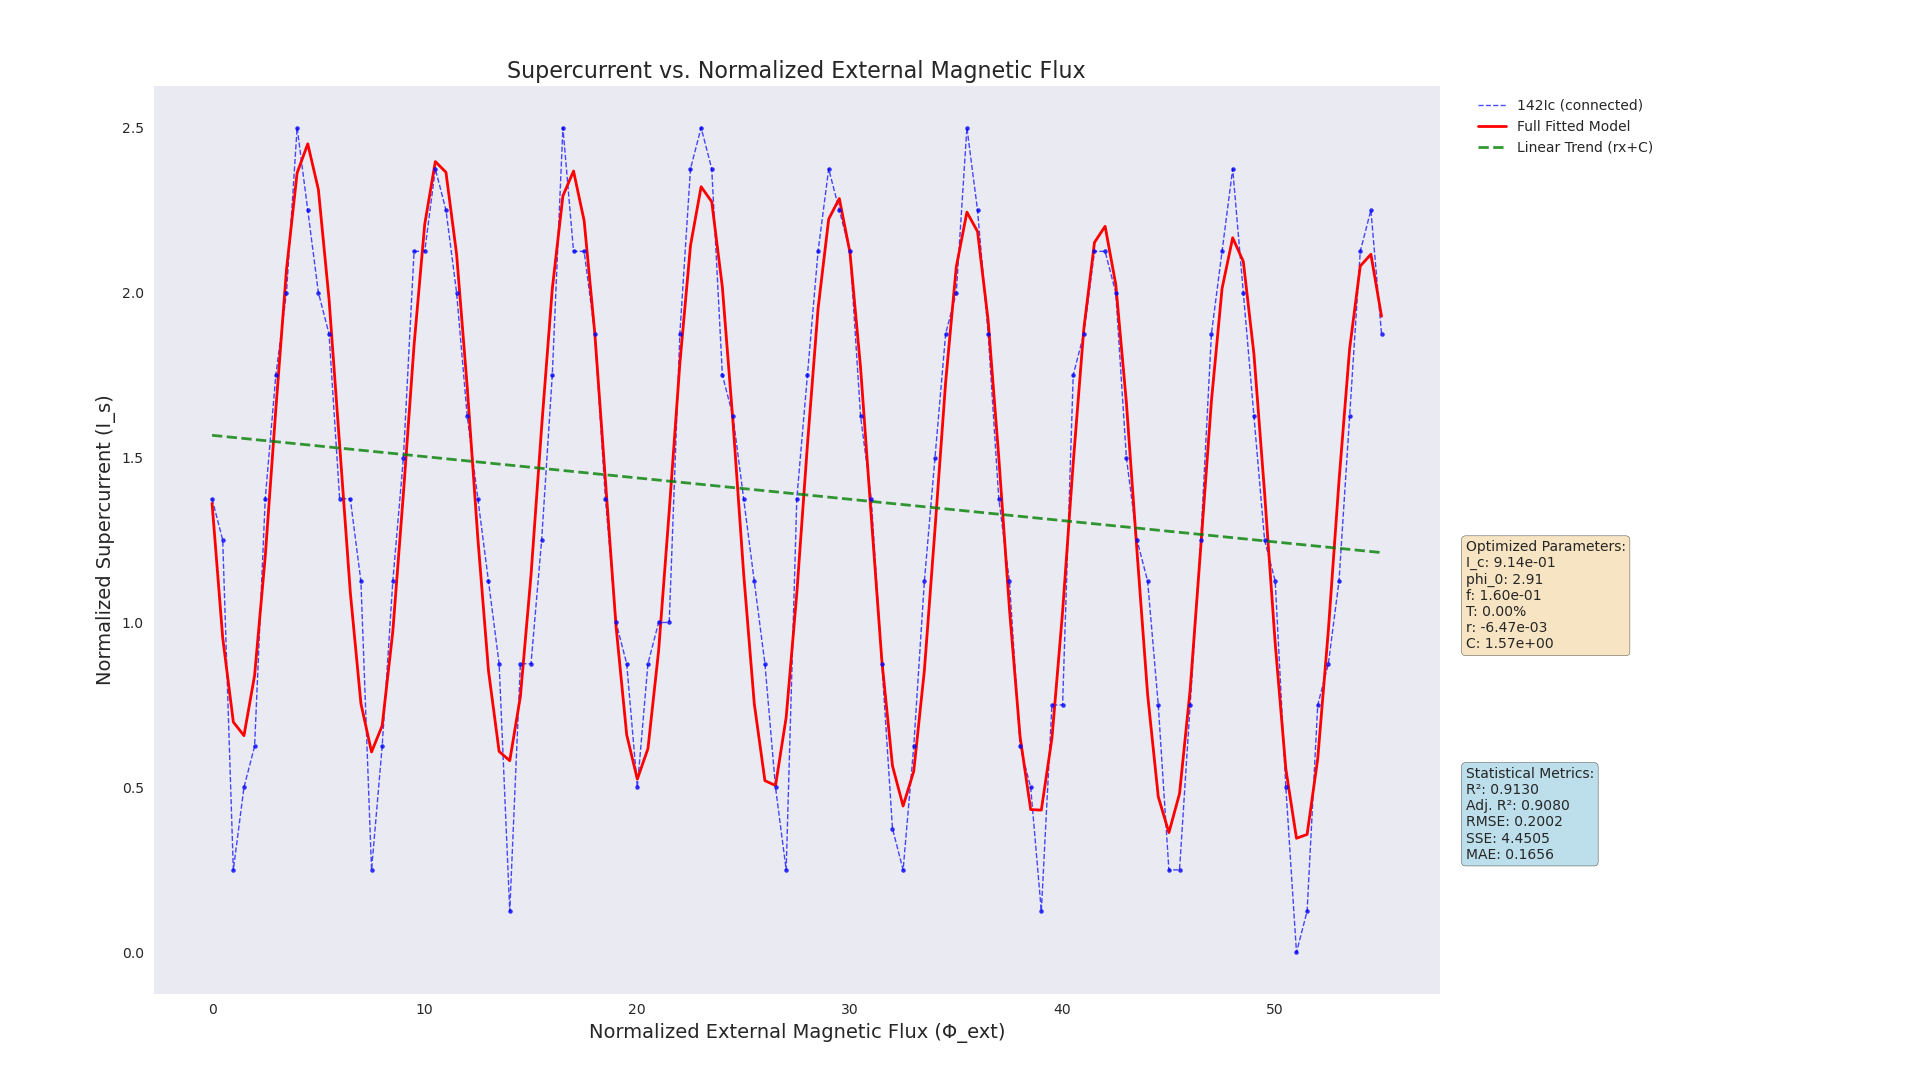 Supercurrent vs. Normalized External Magnetic Flux
142Ic (connected)
Full Fitted Model
Linear Trend (rx+C)
Normalized Supercurrent (I_s)
2.5
2.0
1.5
1.0
0.5
0.0
0 10 20 30 40 50
Normalized External Magnetic Flux (Φ_ext)
Optimized Parameters:
I_c: 9.14e-01
phi_0: 2.91
f: 1.60e-01
T: 0.00%
r: -6.47e-03
C: 1.57e+00
Statistical Metrics:
R²: 0.9130
Adj. R²: 0.9080
RMSE: 0.2002
SSE: 4.4505
MAE: 0.1656